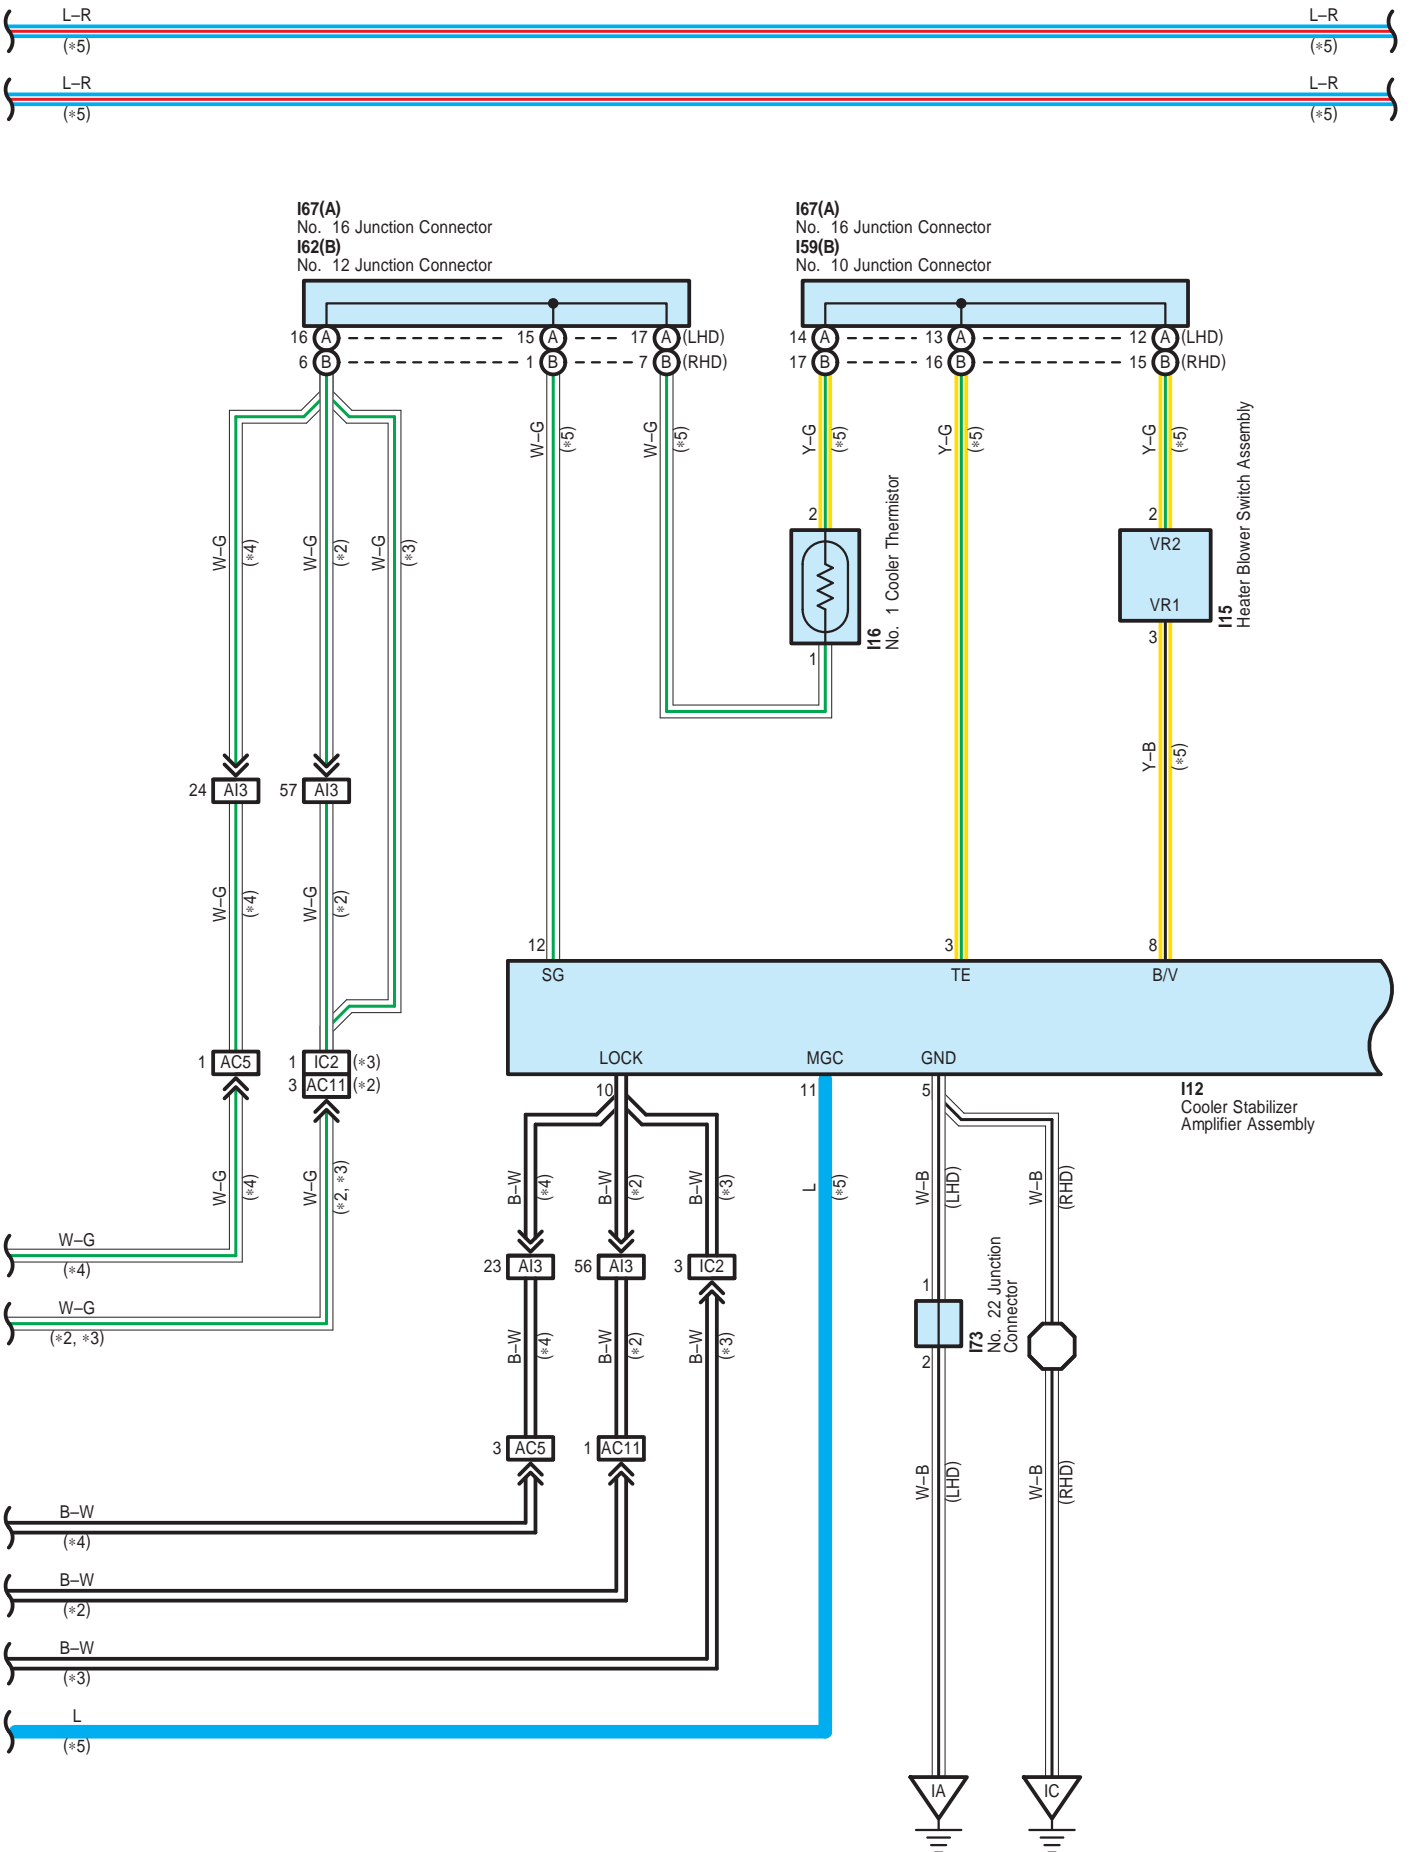 L–R
L–R
(∗5)
(∗5)
L–R
L–R
(∗5)
(∗5)
I67(A)
No. 16 Junction Connector
I62(B)
No. 12 Junction Connector
I67(A)
No. 16 Junction Connector
I59(B)
No. 10 Junction Connector
16 A
15 A
17 A (LHD)
14 A
13 A
12 A (LHD)
6 B
1 B
7 B (RHD)
17 B
16 B
15 B (RHD)
W–G
(∗5)
W–G
(∗5)
Y–G
(∗5)
Y–G
(∗5)
Y–G
(∗5)
W–G
(∗4)
W–G
(∗2)
W–G
(∗3)
2
1
I16
No. 1 Cooler Thermistor
2
VR2
VR1
3
I15
Heater Blower Switch Assembly
Y–B
(∗5)
24 AI3
57 AI3
W–G
(∗4)
W–G
(∗2)
12
3
8
SG
TE
B/V
LOCK
MGC
GND
10
11
5
I12
Cooler Stabilizer
Amplifier Assembly
1 AC5
1 IC2 (∗3)
3 AC11 (∗2)
W–G
(∗4)
W–G
(∗2, ∗3)
B–W
(∗4)
B–W
(∗2)
B–W
(∗3)
L
(∗5)
W–B
(LHD)
W–B
(RHD)
W–G
(∗4)
W–G
(∗2, ∗3)
23 AI3
56 AI3
3 IC2
1
2
I73
No. 22 Junction
Connector
B–W
(∗4)
B–W
(∗2)
B–W
(∗3)
3 AC5
1 AC11
W–B
(LHD)
W–B
(RHD)
B–W
(∗4)
B–W
(∗2)
B–W
(∗3)
L
(∗5)
IA
IC